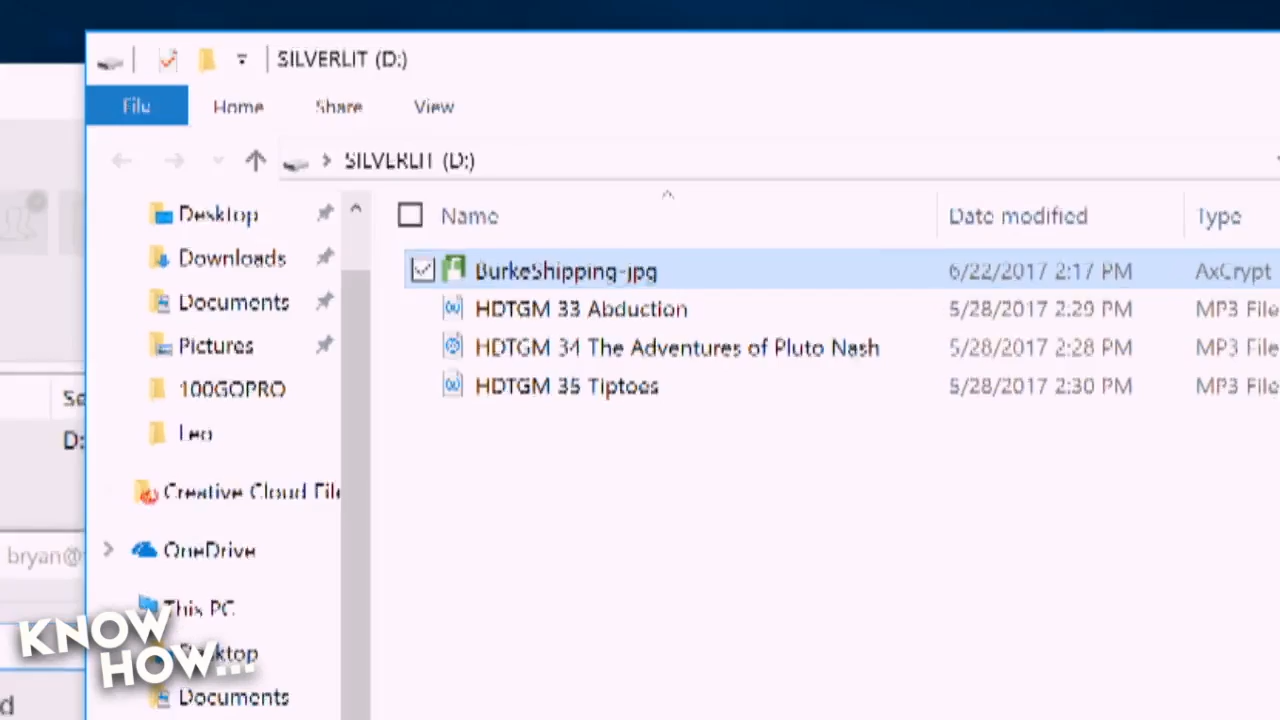 SILVERLIT (D:)
File Home Share View
SILVERLIT (D:)
Name Date modified Type
Desktop
Downloads
Documents
Pictures
100GOPRO
Leo
Creative Cloud File
OneDrive
This PC
Desktop
Documents
BurkeShipping-jpg 6/22/2017 2:17 PM AxCrypt
HDTGM 33 Abduction 5/28/2017 2:29 PM MP3 File
HDTGM 34 The Adventures of Pluto Nash 5/28/2017 2:28 PM MP3 File
HDTGM 35 Tiptoes 5/28/2017 2:30 PM MP3 File
D:
bryan@
KNOW
HOW...